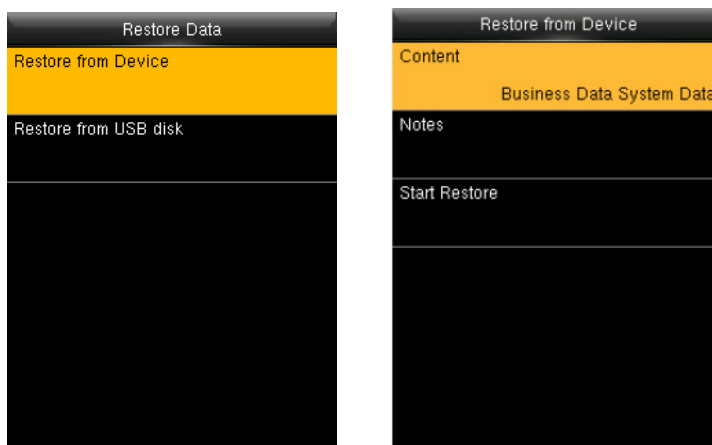 Restore Data
Restore from Device
Restore from USB disk
Restore from Device
Content
Business Data System Data
Notes
Start Restore